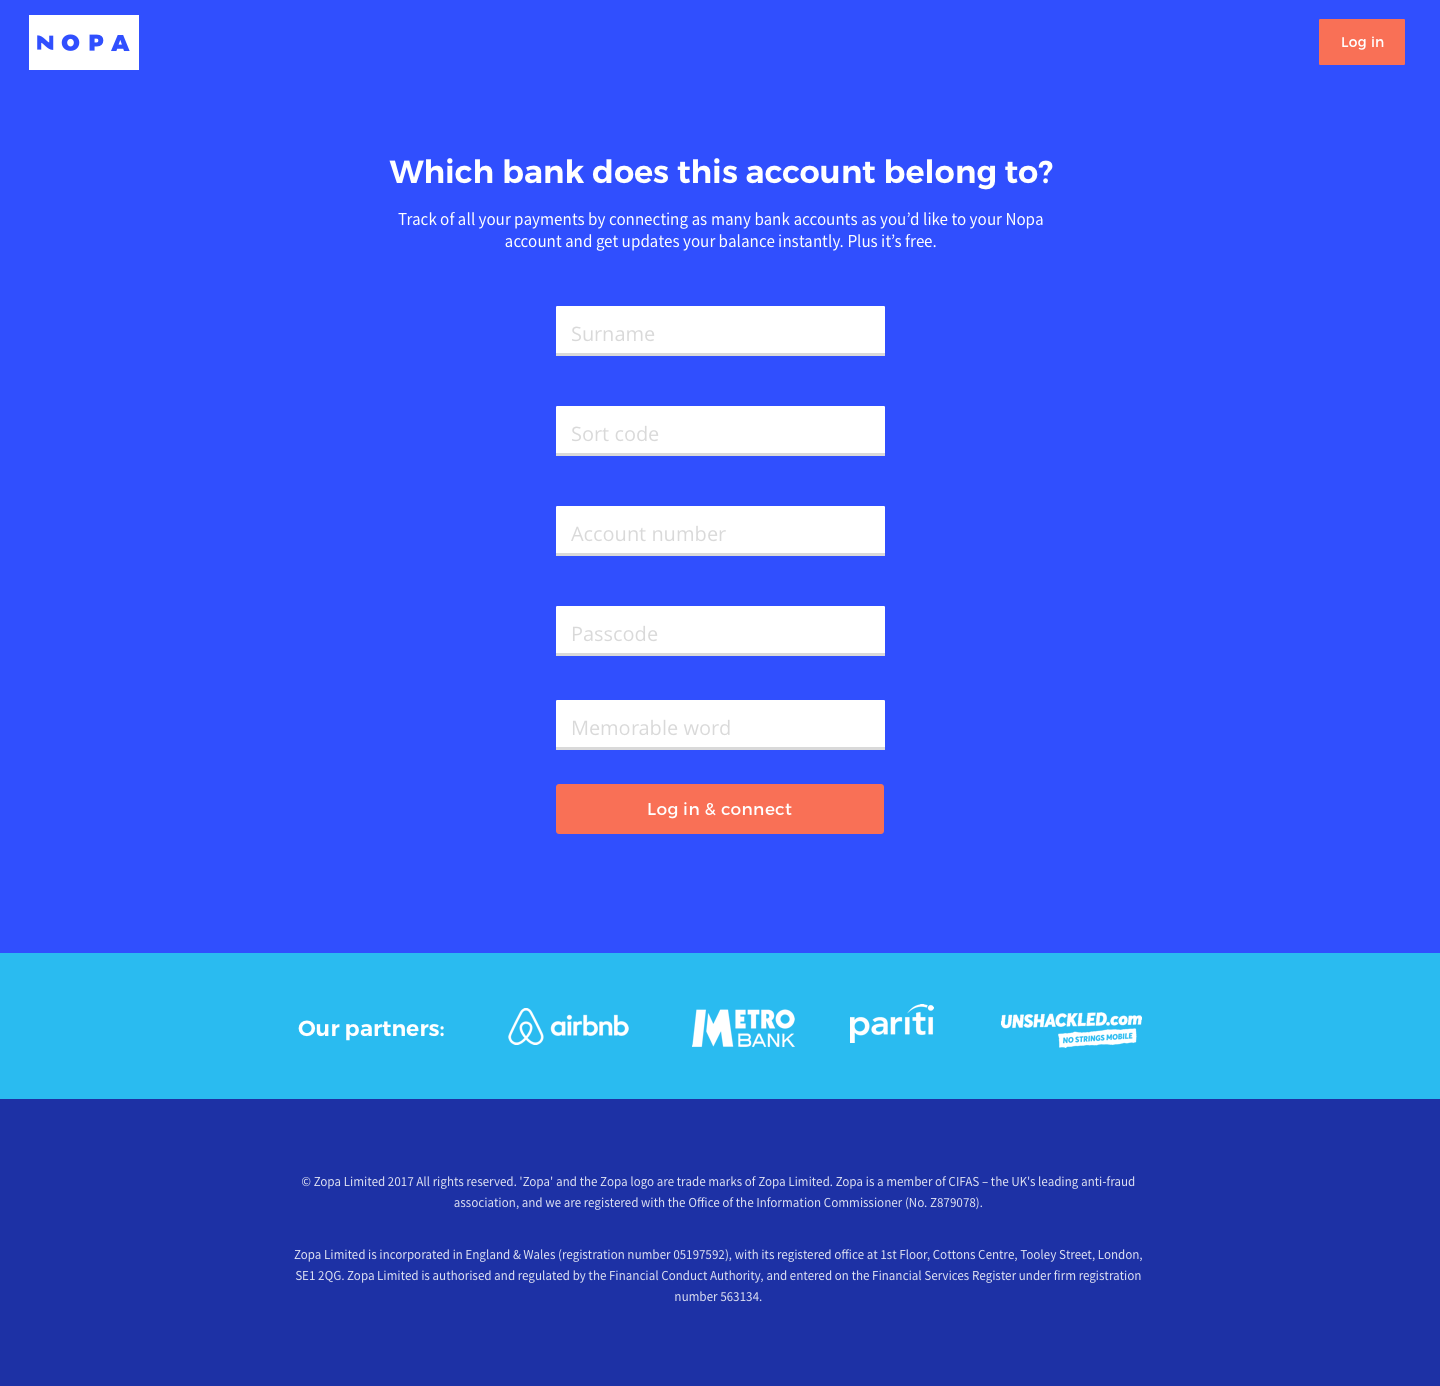 NOPA
Log in
Which bank does this account belong to?
Track of all your payments by connecting as many bank accounts as you’d like to your Nopa
account and get updates your balance instantly. Plus it’s free.
Surname
Sort code
Account number
Passcode
Memorable word
Log in & connect
Our partners:
airbnb
METRO
BANK
pariti
UNSHACKLED.com
NO STRINGS MOBILE
© Zopa Limited 2017 All rights reserved. 'Zopa' and the Zopa logo are trade marks of Zopa Limited. Zopa is a member of CIFAS – the UK's leading anti-fraud
association, and we are registered with the Office of the Information Commissioner (No. Z879078).
Zopa Limited is incorporated in England & Wales (registration number 05197592), with its registered office at 1st Floor, Cottons Centre, Tooley Street, London,
SE1 2QG. Zopa Limited is authorised and regulated by the Financial Conduct Authority, and entered on the Financial Services Register under firm registration
number 563134.